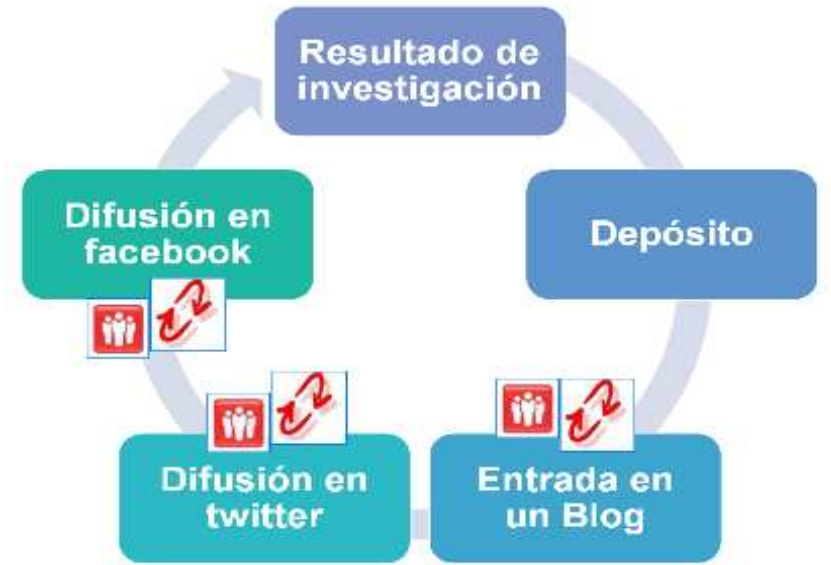 Resultado de
investigación
Depósito
Entrada en
un Blog
Difusión en
twitter
Difusión en
facebook